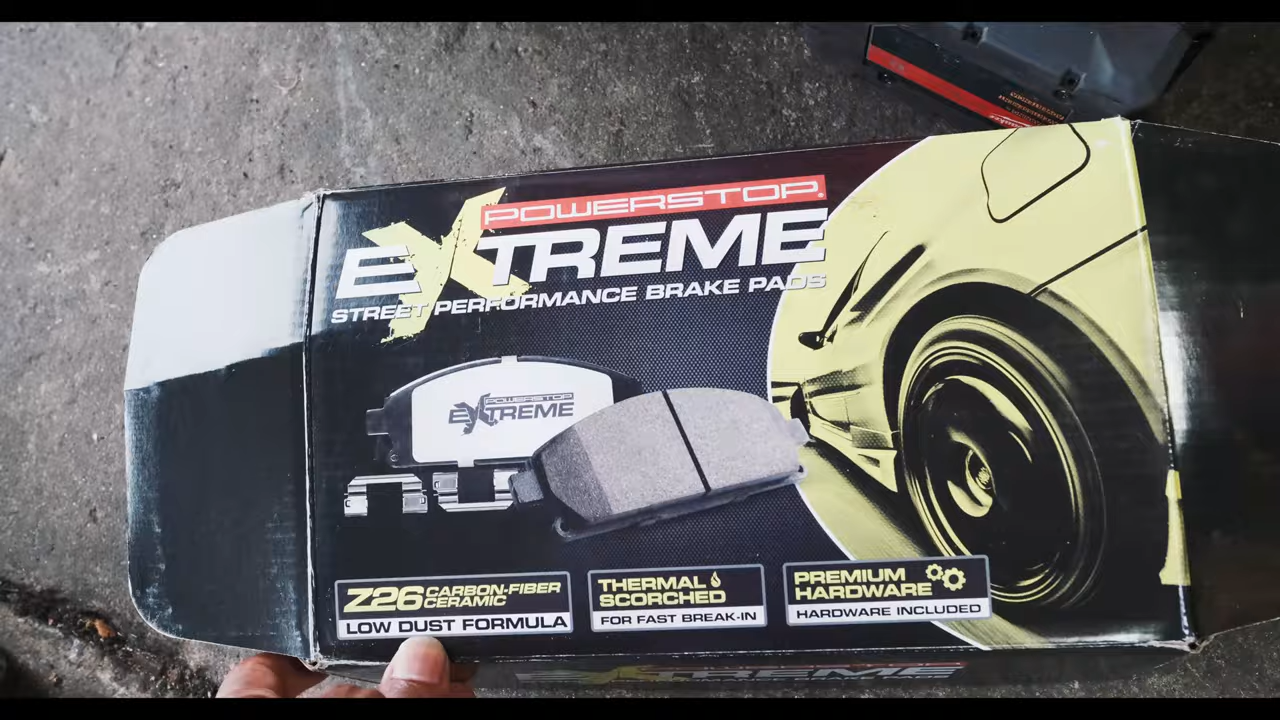 POWERSTOP
EXTREME
STREET PERFORMANCE BRAKE PADS
POWERSTOP
EXTREME
Z26 CARBON-FIBER CERAMIC
LOW DUST FORMULA
THERMAL SCORCHED
FOR FAST BREAK-IN
PREMIUM HARDWARE
HARDWARE INCLUDED
EXTREME